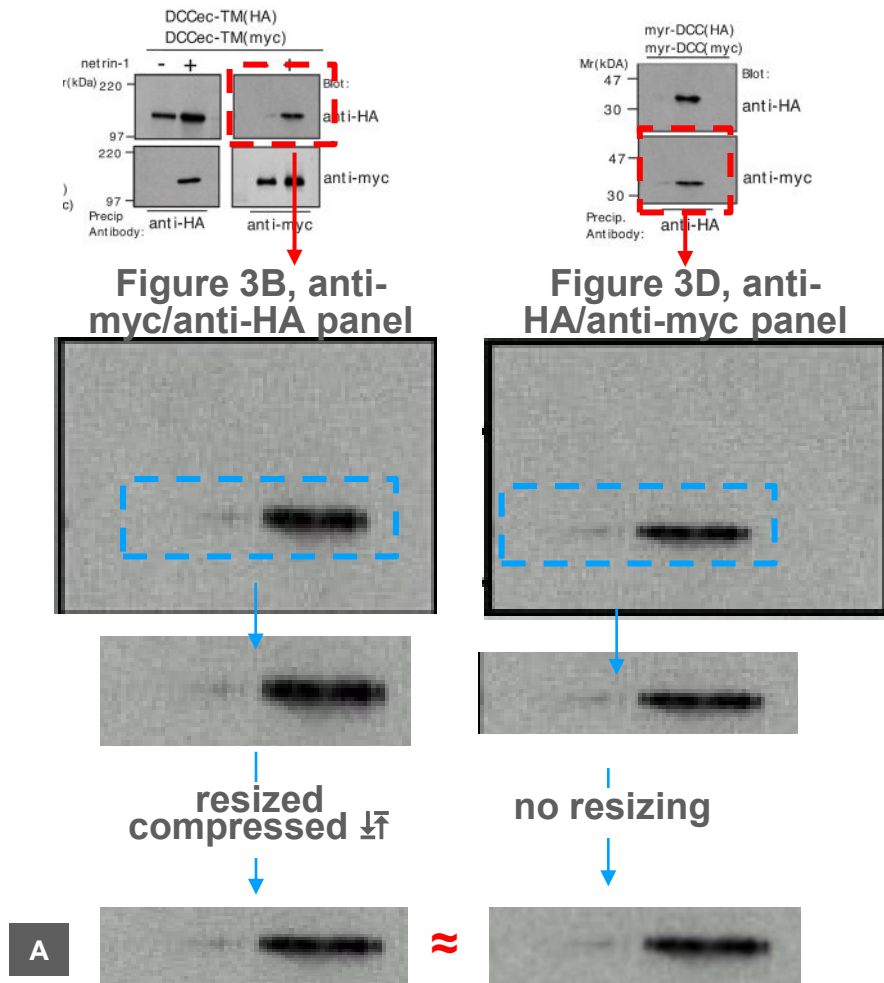 DCCec-TM(HA)
DCCec-TM(myc)
netrin-1 - +
+
r(kDa) 220
97
Blot:
anti-HA
220
97
anti-myc
)
c)
Precip
Antibody:
anti-HA
anti-myc
myr-DCC(HA)
myr-DCC(myc)
Mr(kDA)
47
30
Blot:
anti-HA
47
30
anti-myc
Precip.
Antibody:
anti-HA
Figure 3B, anti-
myc/anti-HA panel
Figure 3D, anti-
HA/anti-myc panel
resized
compressed
no resizing
A
≈